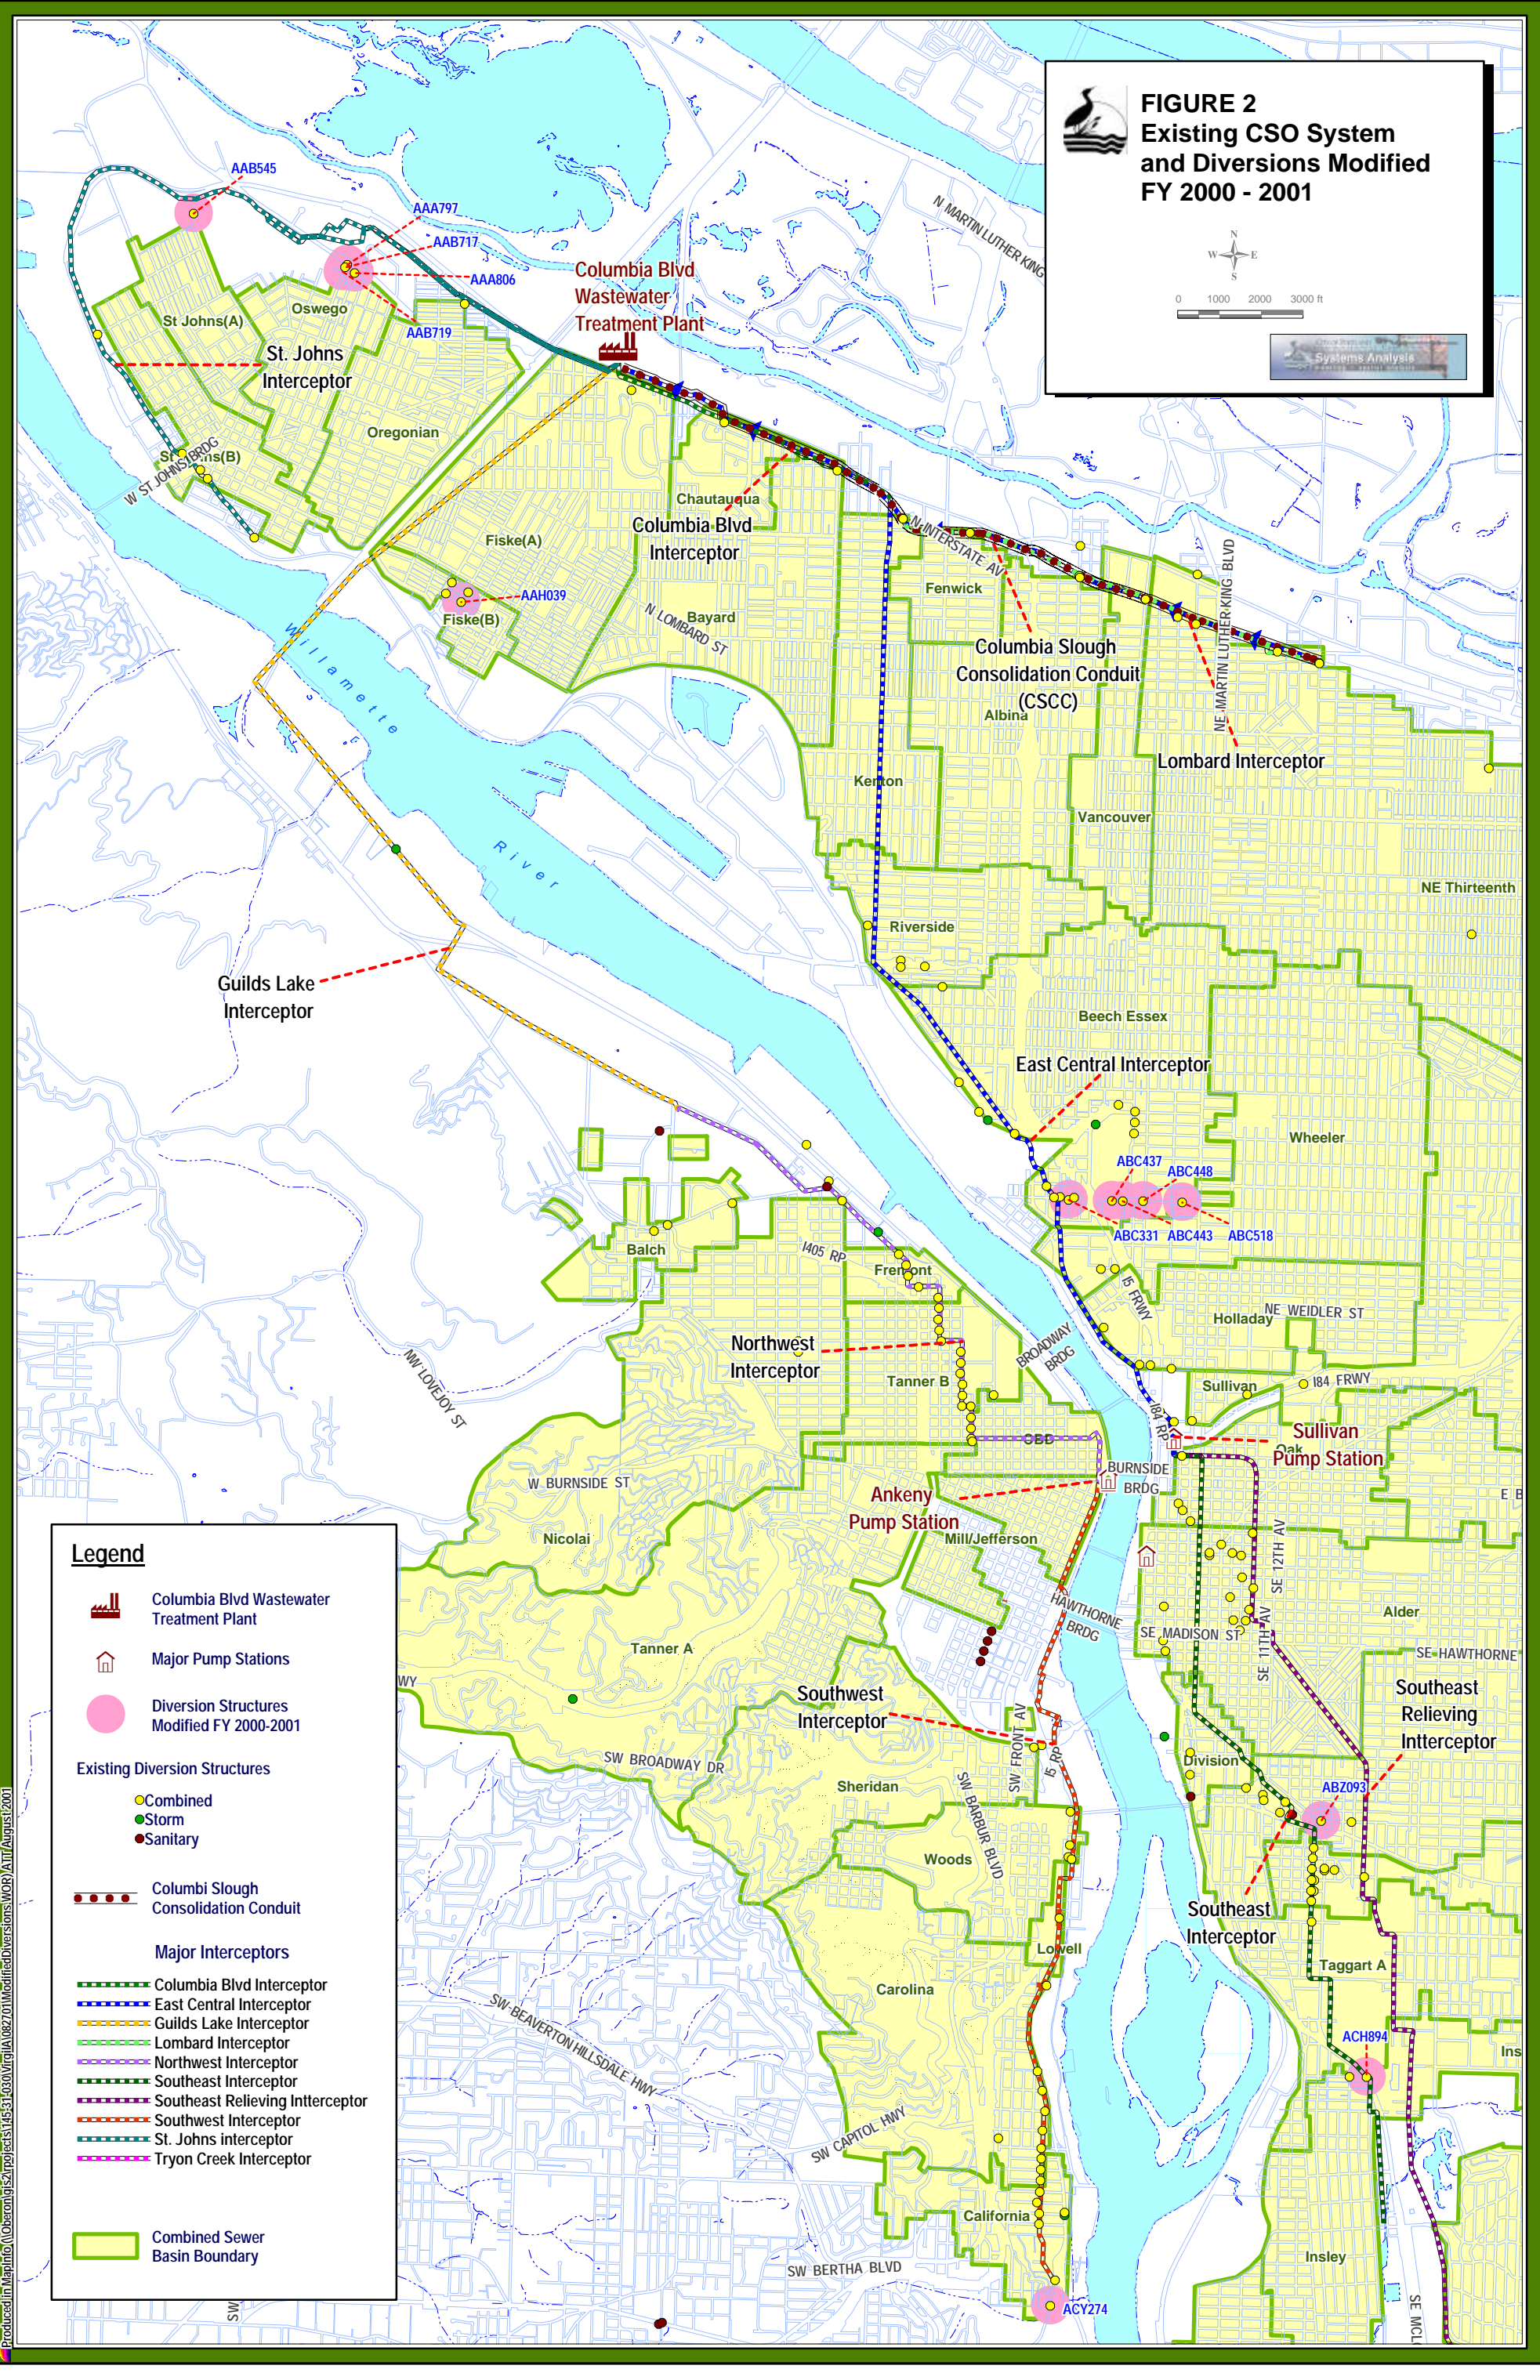 FIGURE 2
Existing CSO System
and Diversions Modified
FY 2000 - 2001
N
W E
S
0 1000 2000 3000 ft
Systems Analysis
AAB545
AAA797
AAB717
AAA806
AAB719
N MARTIN LUTHER KING
Columbia Blvd
Wastewater
Treatment Plant
St Johns(A)
Oswego
St. Johns
Interceptor
Oregonian
W ST JOHNS BRDG
Chautauqua
Columbia Blvd
Interceptor
Fiske(A)
N INTERSTATE AV
Fenwick
AAH039
Fiske(B)
N LOMBARD ST
Bayard
NE MARTIN LUTHER KING BLVD
Columbia Slough
Consolidation Conduit
(CSCC)
Albina
Lombard Interceptor
Willamette
River
Kenton
Vancouver
NE Thirteenth
Riverside
Guilds Lake
Interceptor
Beech Essex
East Central Interceptor
Wheeler
ABC437
ABC448
ABC331
ABC443
ABC518
Balch
I405 RP
Fremont
I5 FRWY
Holladay
NE WEIDLER ST
Northwest
Interceptor
BROADWAY
BRDG
NW LOVEJOY ST
Tanner B
Sullivan
I84 FRWY
I84 RP
Sullivan
Pump Station
Oak
CBD
BURNSIDE
BRDG
W BURNSIDE ST
Ankeny
Pump Station
E B
Nicolai
Mill/Jefferson
SE 12TH AV
Alder
HAWTHORNE
BRDG
SE MADISON ST
SE 11TH AV
SE HAWTHORNE
Tanner A
WY
Southwest
Interceptor
SW FRONT AV
I5 RP
Southeast
Relieving
Intterceptor
SW BROADWAY DR
Division
ABZ093
Sheridan
SW BARBUR BLVD
Woods
Southeast
Interceptor
Lowell
Taggart A
Carolina
SW BEAVERTON HILLSDALE HWY
ACH894
Ins
SW CAPITOL HWY
California
Insley
SW BERTHA BLVD
SW
SE MCL
ACY274
Legend
Columbia Blvd Wastewater
Treatment Plant
Major Pump Stations
Diversion Structures
Modified FY 2000-2001
Existing Diversion Structures
Combined
Storm
Sanitary
Columbi Slough
Consolidation Conduit
Major Interceptors
Columbia Blvd Interceptor
East Central Interceptor
Guilds Lake Interceptor
Lombard Interceptor
Northwest Interceptor
Southeast Interceptor
Southeast Relieving Intterceptor
Southwest Interceptor
St. Johns interceptor
Tryon Creek Interceptor
Combined Sewer
Basin Boundary